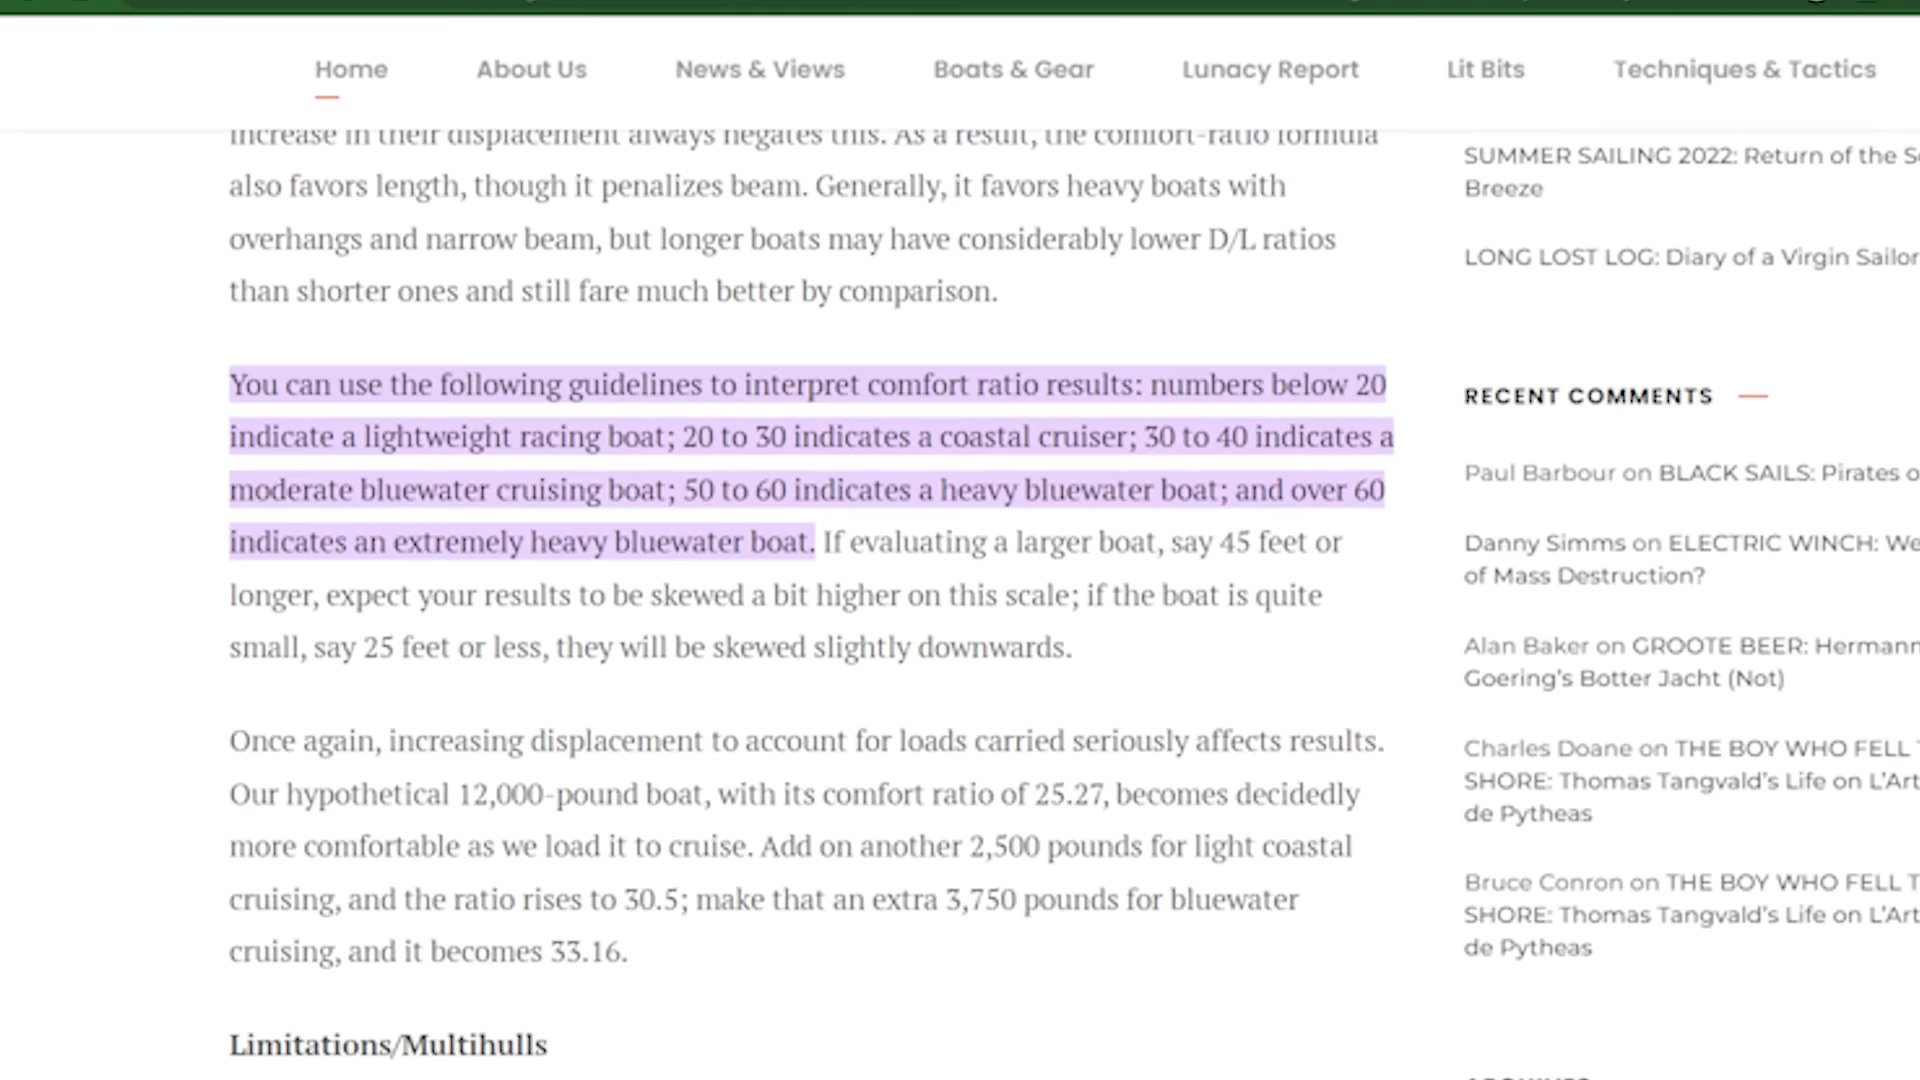 Home About Us News & Views Boats & Gear Lunacy Report Lit Bits Techniques & Tactics
increase in their displacement always negates this. As a result, the comfort-ratio formula
also favors length, though it penalizes beam. Generally, it favors heavy boats with
overhangs and narrow beam, but longer boats may have considerably lower D/L ratios
than shorter ones and still fare much better by comparison.
You can use the following guidelines to interpret comfort ratio results: numbers below 20
indicate a lightweight racing boat; 20 to 30 indicates a coastal cruiser; 30 to 40 indicates a
moderate bluewater cruising boat; 50 to 60 indicates a heavy bluewater boat; and over 60
indicates an extremely heavy bluewater boat. If evaluating a larger boat, say 45 feet or
longer, expect your results to be skewed a bit higher on this scale; if the boat is quite
small, say 25 feet or less, they will be skewed slightly downwards.
Once again, increasing displacement to account for loads carried seriously affects results.
Our hypothetical 12,000-pound boat, with its comfort ratio of 25.27, becomes decidedly
more comfortable as we load it to cruise. Add on another 2,500 pounds for light coastal
cruising, and the ratio rises to 30.5; make that an extra 3,750 pounds for bluewater
cruising, and it becomes 33.16.
Limitations/Multihulls
SUMMER SAILING 2022: Return of the S
Breeze
LONG LOST LOG: Diary of a Virgin Sailor
RECENT COMMENTS
Paul Barbour on BLACK SAILS: Pirates o
Danny Simms on ELECTRIC WINCH: We
of Mass Destruction?
Alan Baker on GROOTE BEER: Hermann
Goering's Botter Jacht (Not)
Charles Doane on THE BOY WHO FELL T
SHORE: Thomas Tangvald's Life on L'Art
de Pytheas
Bruce Conron on THE BOY WHO FELL T
SHORE: Thomas Tangvald's Life on L'Art
de Pytheas